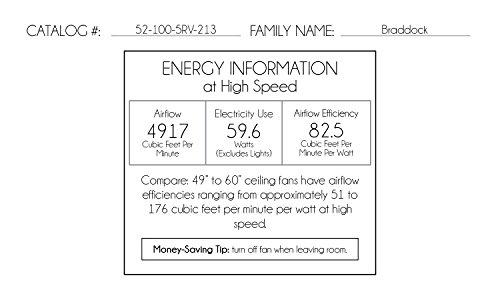 CATALOG #: 52-100-5RV-213 FAMILY NAME: Braddock
ENERGY INFORMATION
at High Speed
Airflow Electricity Use Airflow Efficiency
4917 59.6 82.5
Cubic Feet Per Watts Cubic Feet Per
Minute (Excludes Lights) Minute Per Watt
Compare: 49" to 60" ceiling fans have airflow
efficiencies ranging from approximately 51 to
176 cubic feet per minute per watt at high
speed.
Money-Saving Tip: turn off fan when leaving room.